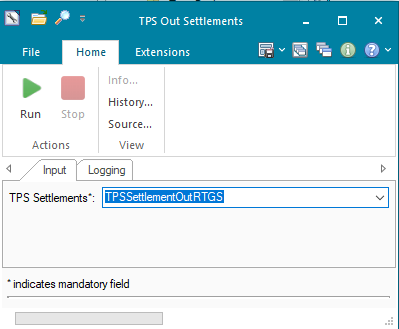 TPS Out Settlements
File
Home
Extensions
Run
Stop
Info...
History...
Source...
Actions
View
Input
Logging
TPS Settlements*:
TPSSettlementOutRTGS
* indicates mandatory field